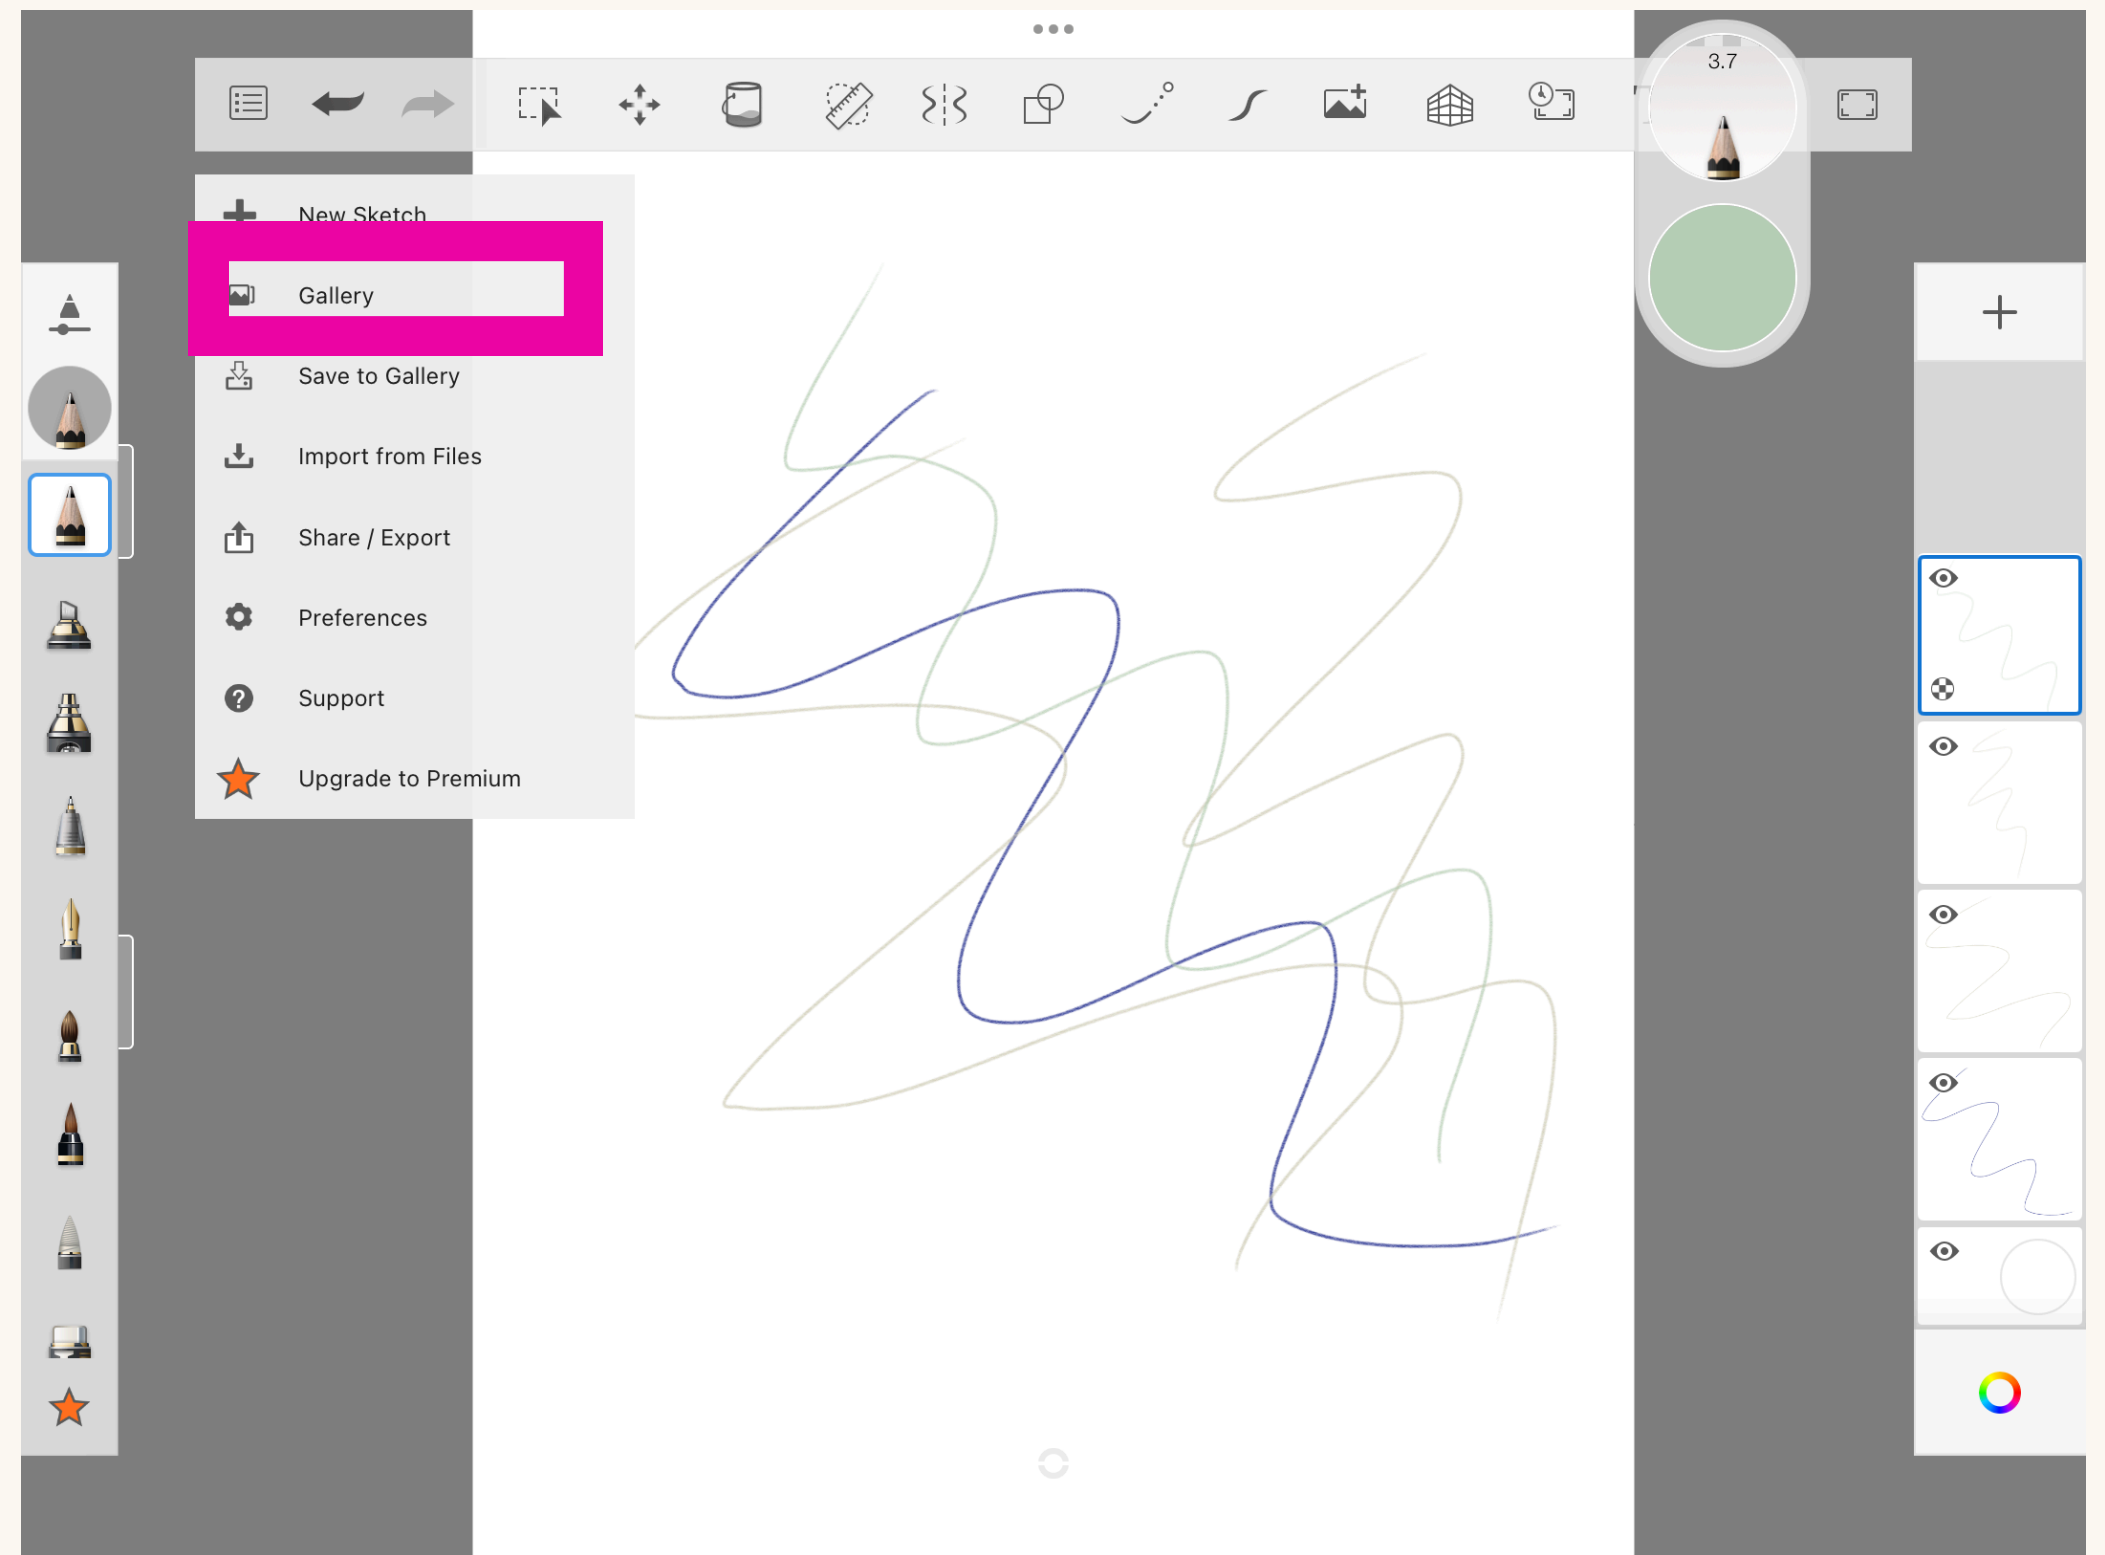 3.7
New Sketch
Gallery
Save to Gallery
Import from Files
Share / Export
Preferences
Support
Upgrade to Premium